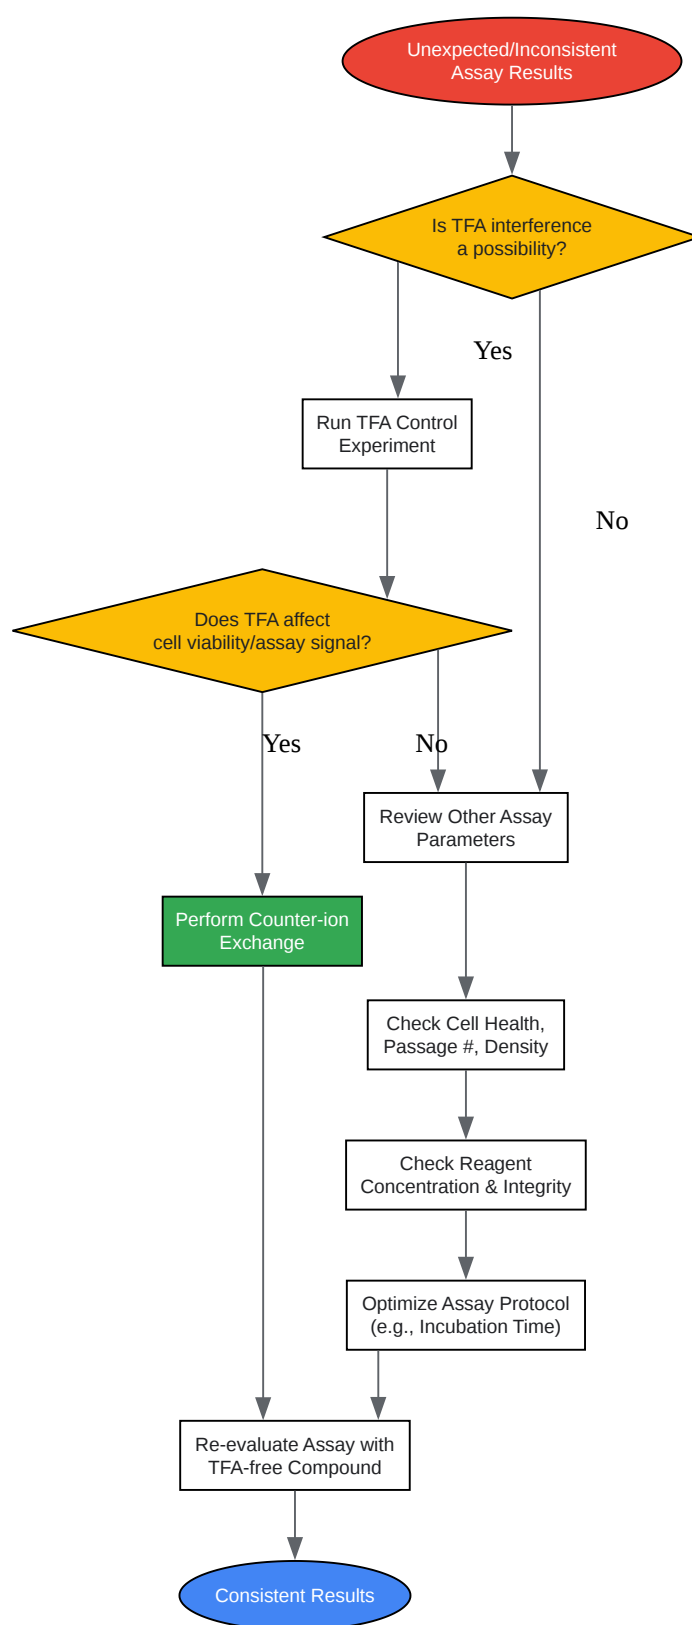 Unexpected/Inconsistent
Assay Results
Is TFA interference
a possibility?
Yes
Run TFA Control
Experiment
No
Does TFA affect
cell viability/assay signal?
Yes
No
Review Other Assay
Parameters
Perform Counter-ion
Exchange
Check Cell Health,
Passage #, Density
Check Reagent
Concentration & Integrity
Optimize Assay Protocol
(e.g., Incubation Time)
Re-evaluate Assay with
TFA-free Compound
Consistent Results